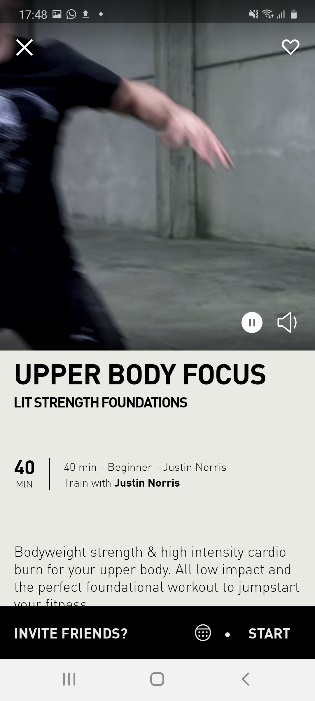 17:48
UPPER BODY FOCUS
LIT STRENGTH FOUNDATIONS
40
MIN
40 min - Beginner - Justin Norris
Train with Justin Norris
Bodyweight strength & high intensity cardio
burn for your upper body. All low impact and
the perfect foundational workout to jumpstart
your fitness
INVITE FRIENDS?
START